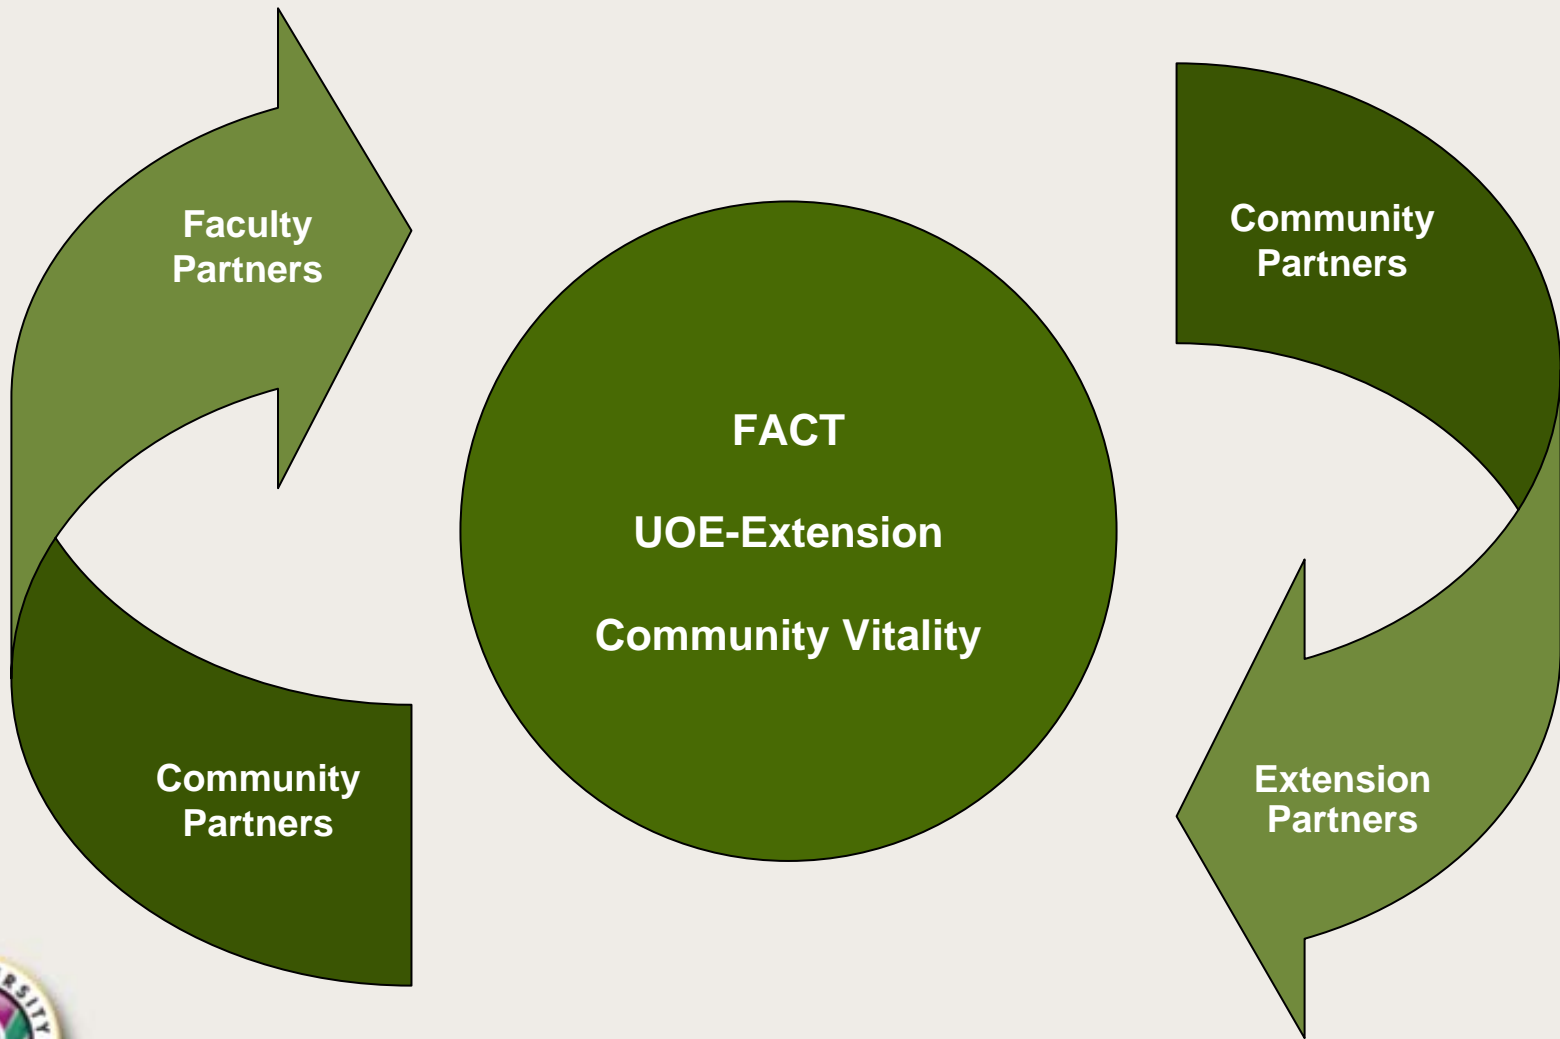 Faculty
Partners
Community
Partners
FACT
UOE-Extension
Community Vitality
Community
Partners
Extension
Partners